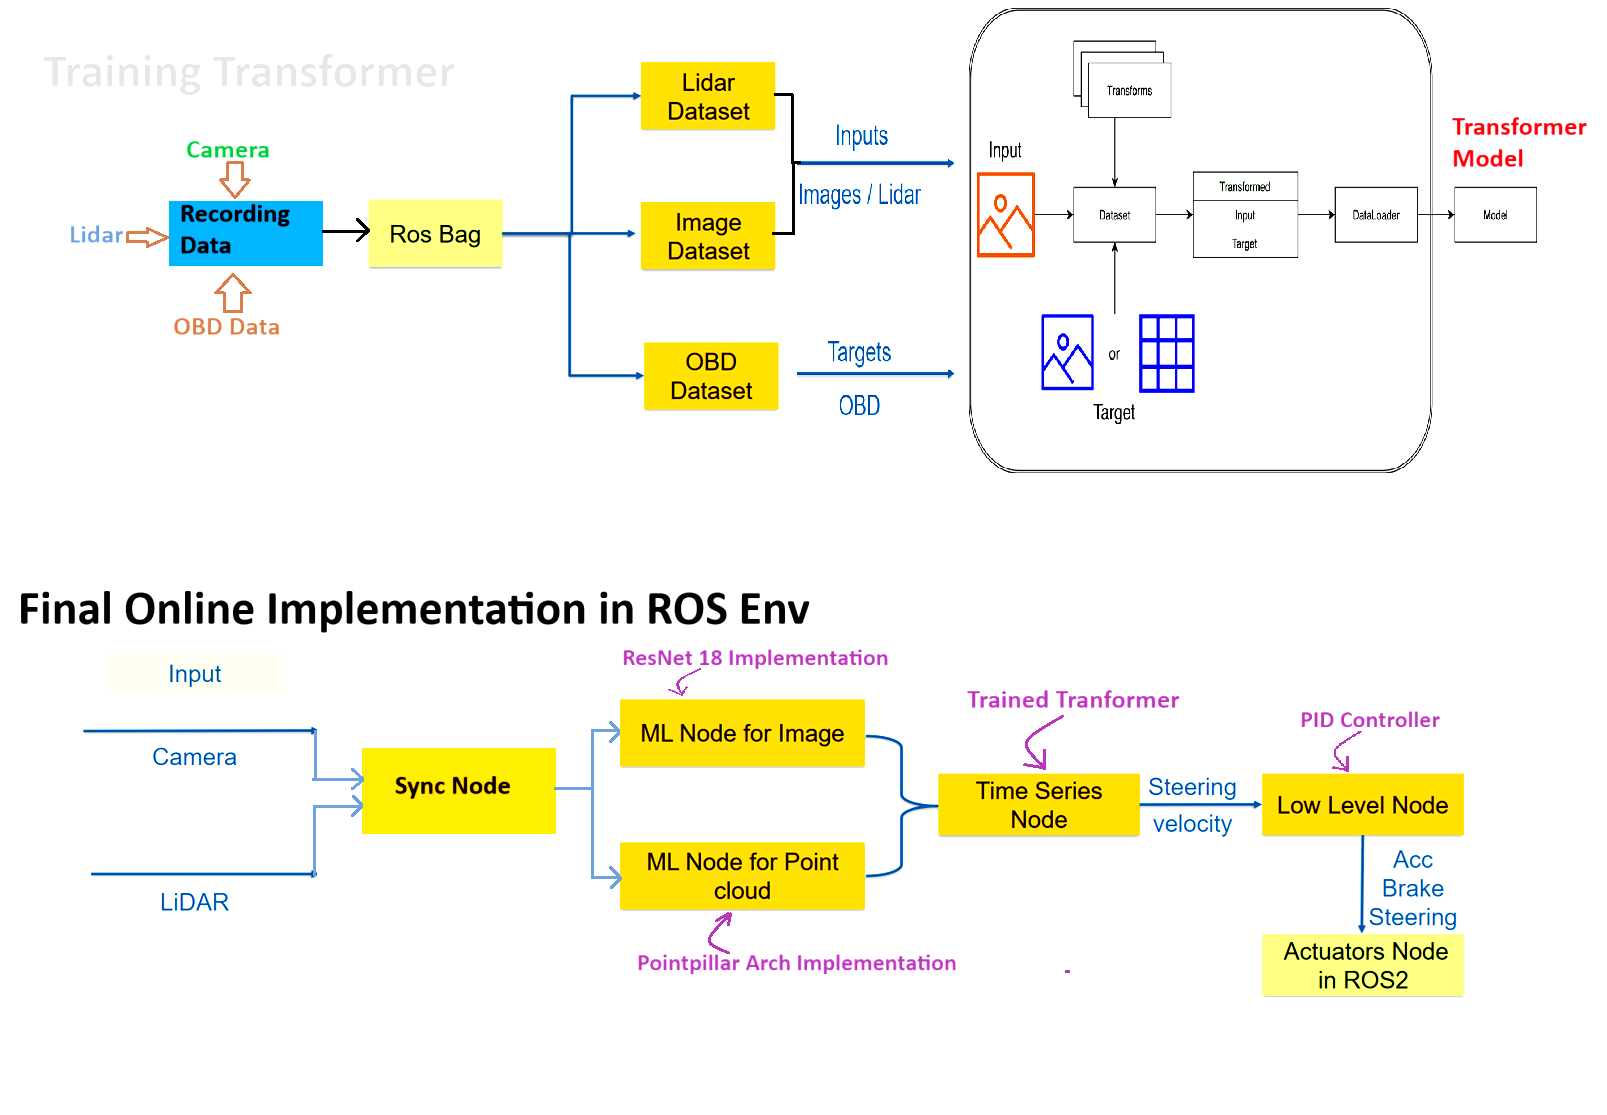 Training Transformer
Camera
Lidar
Recording
Data
OBD Data
Ros Bag
Lidar
Dataset
Image
Dataset
OBD
Dataset
Inputs
Images / Lidar
Targets
OBD
Transforms
Input
Dataset
Transformed
Input
Target
DataLoader
Model
Transformer
Model
or
Target
Final Online Implementation in ROS Env
Input
Camera
LiDAR
Sync Node
ResNet 18 Implementation
ML Node for Image
ML Node for Point
cloud
Pointpillar Arch Implementation
Trained Tranformer
Time Series
Node
Steering
velocity
PID Controller
Low Level Node
Acc
Brake
Steering
Actuators Node
in ROS2